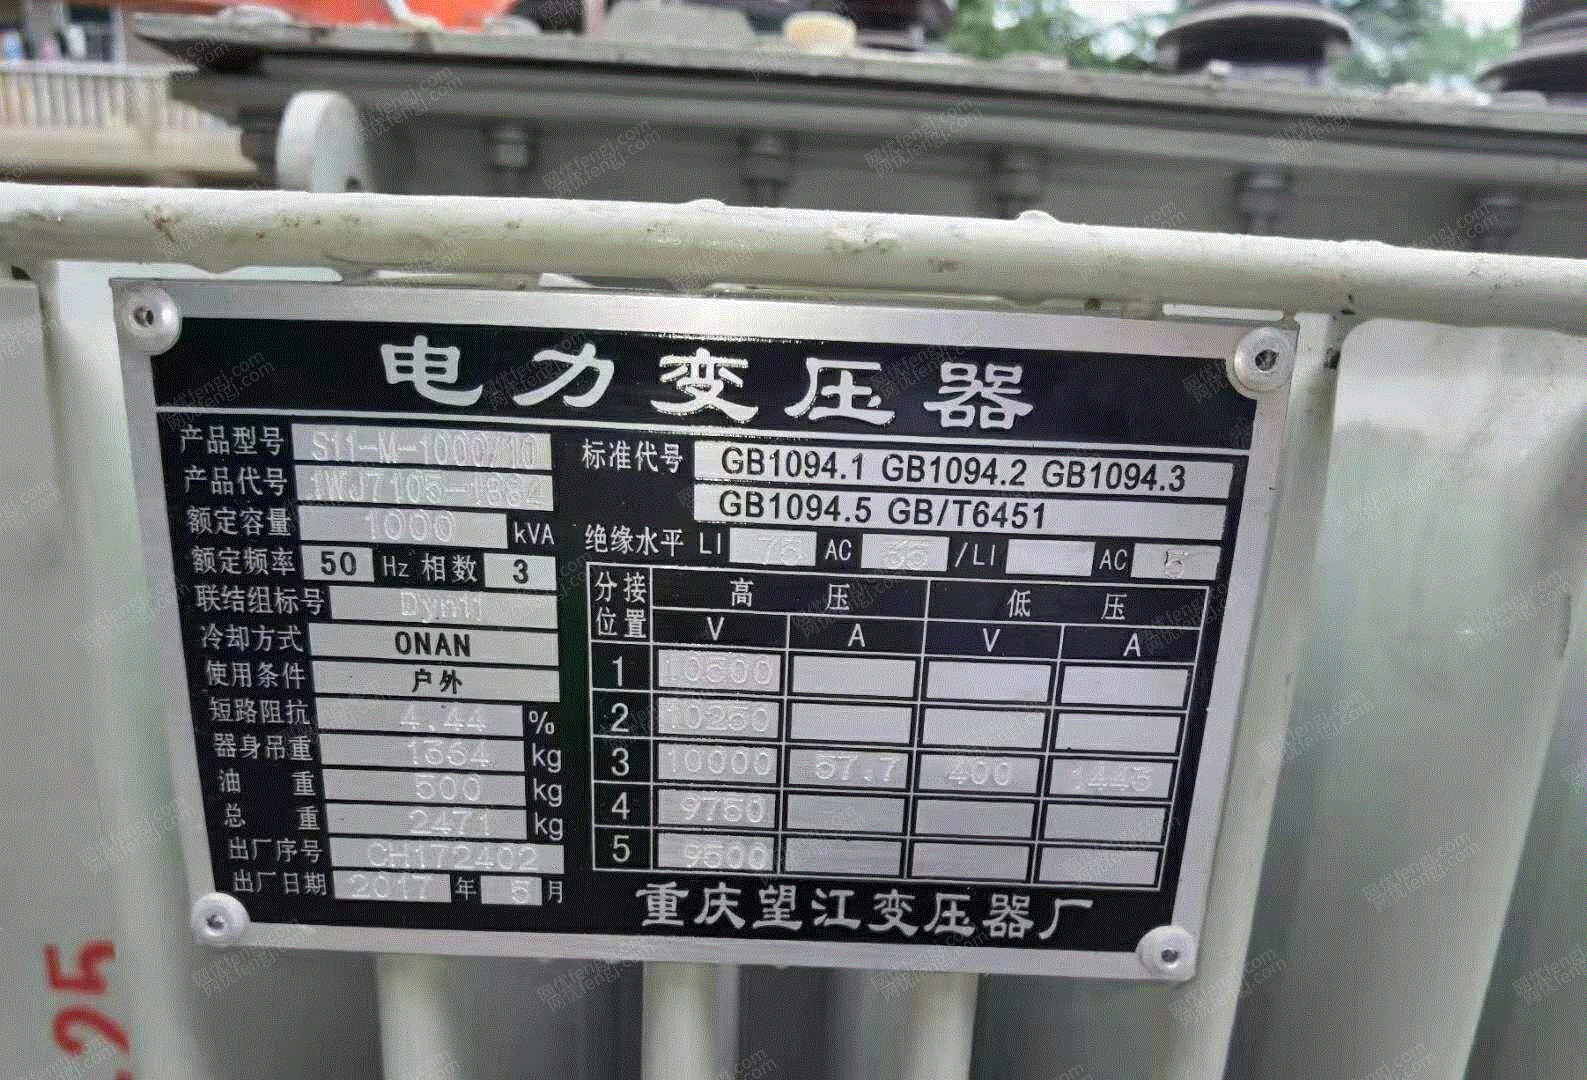 电力变压器
产品型号 S11-M-1000/10
产品代号 1WJ7105-1884
额定容量 1000 kVA
额定频率 50 Hz 相数 3
联结组标号 Dyn11
冷却方式 ONAN
使用条件 户外
短路阻抗 4.44 %
器身吊重 kg
油重 500 kg
总重 2471 kg
出厂序号 CH172402
出厂日期 2017 年 5 月
标准代号 GB1094.1 GB1094.2 GB1094.3
GB1094.5 GB/T6451
绝缘水平 LI 75 AC 35 /LI AC 5
分接位置 高压 低压
V A V A
1 10500
2 10250
3 10000 57.7 400 1443
4 9750
5 9500
重庆望江变压器厂
25